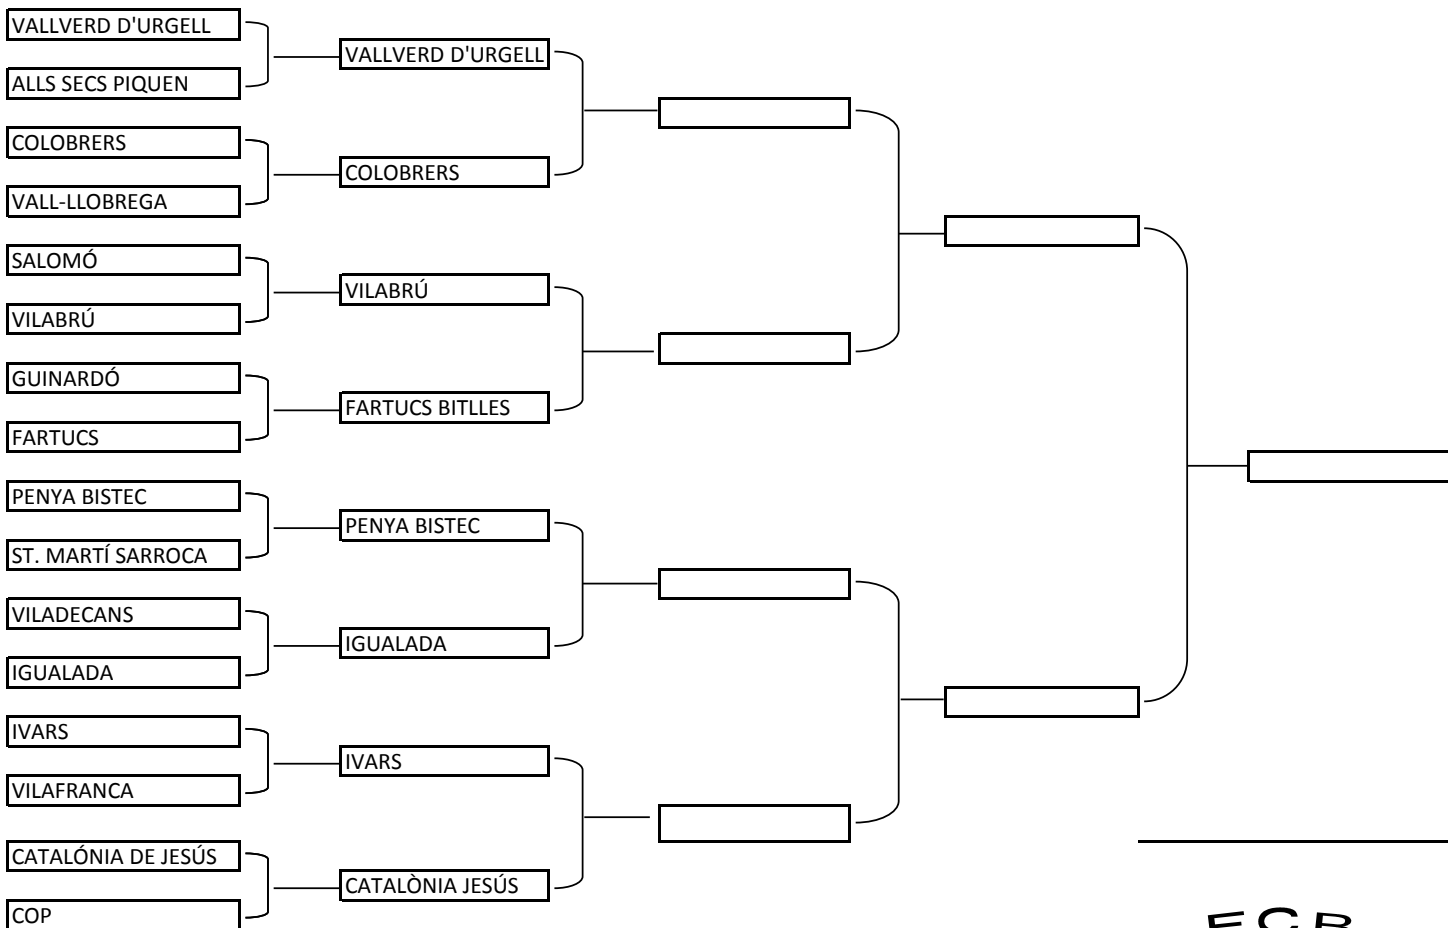 VALLVERD D'URGELL
ALLS SECS PIQUEN
COLOBRERS
VALL-LLOBREGA
SALOMÓ
VILABRÚ
GUINARDÓ
FARTUCS
PENYA BISTEC
ST. MARTÍ SARROCA
VILADECANS
IGUALADA
IVARS
VILAFRANCA
CATALÓNIA DE JESÚS
COP
VALLVERD D'URGELL
COLOBRERS
VILABRÚ
FARTUCS BITLLES
PENYA BISTEC
IGUALADA
IVARS
CATALÒNIA JESÚS